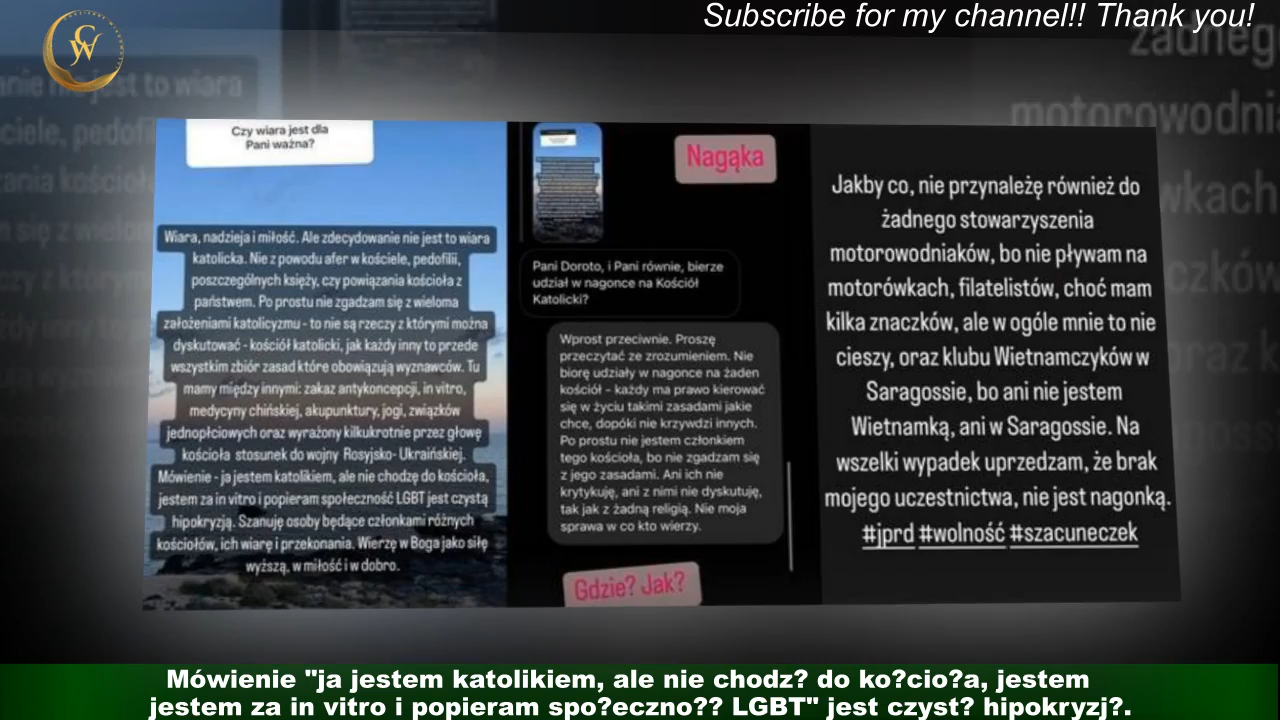 Subscribe for my channel!! Thank you!
Czy wiara jest dla
Pani ważna?
Wiara, nadzieja i miłość. Ale zdecydowanie nie jest to wiara
katolicka. Nie z powodu afer w kościele, pedofilii,
poszczególnych księży, czy powiązania kościoła z
państwem. Po prostu nie zgadzam się z wieloma
założeniami katolicyzmu - to nie są rzeczy z którymi można
dyskutować - kościół katolicki, jak każdy inny to przede
wszystkim zbiór zasad które obowiązują wyznawców. Tu
mamy między innymi: zakaz antykoncepcji, in vitro,
medycyny chińskiej, akupunktury, jogi, związków
jednopłciowych oraz wyrażony kilkukrotnie przez głowę
kościoła stosunek do wojny Rosyjsko- Ukraińskiej.
Mówienie - ja jestem katolikiem, ale nie chodzę do kościoła,
jestem za in vitro i popieram społeczność LGBT jest czystą
hipokryzją. Szanuję osoby będące członkami różnych
kościołów, ich wiarę i przekonania. Wierzę w Boga jako siłę
wyższą, w miłość i w dobro.
Nagąka
Pani Doroto, i Pani równie, bierze
udział w nagonce na Kościół
Katolicki?
Wprost przeciwnie. Proszę
przeczytać ze zrozumieniem. Nie
biorę udziały w nagonce na żaden
kościół - każdy ma prawo kierować
się w życiu takimi zasadami jakie
chce, dopóki nie krzywdzi innych.
Po prostu nie jestem członkiem
tego kościoła, bo nie zgadzam się
z jego zasadami. Ani ich nie
krytykuję, ani z nimi nie dyskutuję,
tak jak z żadną religią. Nie moja
sprawa w co kto wierzy.
Gdzie? Jak?
Jakby co, nie przynależę również do
żadnego stowarzyszenia
motorowodniaków, bo nie pływam na
motorówkach, filatelistów, choć mam
kilka znaczków, ale w ogóle mnie to nie
cieszy, oraz klubu Wietnamczyków w
Saragossie, bo ani nie jestem
Wietnamką, ani w Saragossie. Na
wszelki wypadek uprzedzam, że brak
mojego uczestnictwa, nie jest nagonką.
#jprd #wolność #szacuneczek
Mówienie "ja jestem katolikiem, ale nie chodz? do ko?cio?a, jestem
jestem za in vitro i popieram spo?eczno?? LGBT" jest czyst? hipokryzj?.